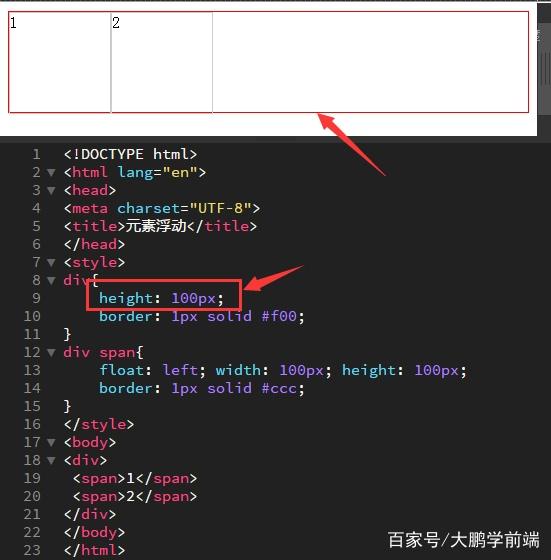 1 2
1 <!DOCTYPE html>
2 <html lang="en">
3 <head>
4 <meta charset="UTF-8">
5 <title>元素浮动</title>
6 </head>
7 <style>
8 div{
9 height: 100px;
10 border: 1px solid #f00;
11 }
12 div span{
13 float: left; width: 100px; height: 100px;
14 border: 1px solid #ccc;
15 }
16 </style>
17 <body>
18 <div>
19 <span>1</span>
20 <span>2</span>
21 </div>
22 </body>
23 </html>
百家号/大鹏学前端